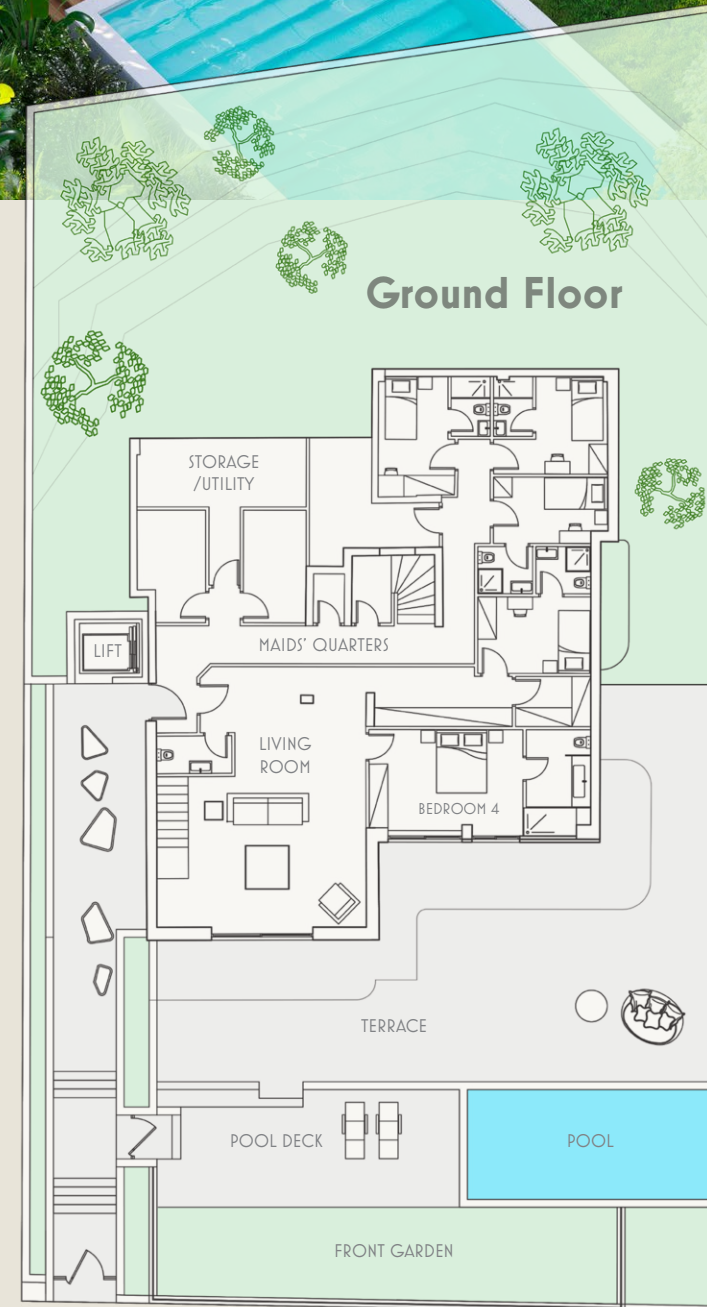 Ground Floor
STORAGE
/UTILITY
LIFT
MAIDS' QUARTERS
LIVING
ROOM
BEDROOM 4
TERRACE
POOL DECK
POOL
FRONT GARDEN